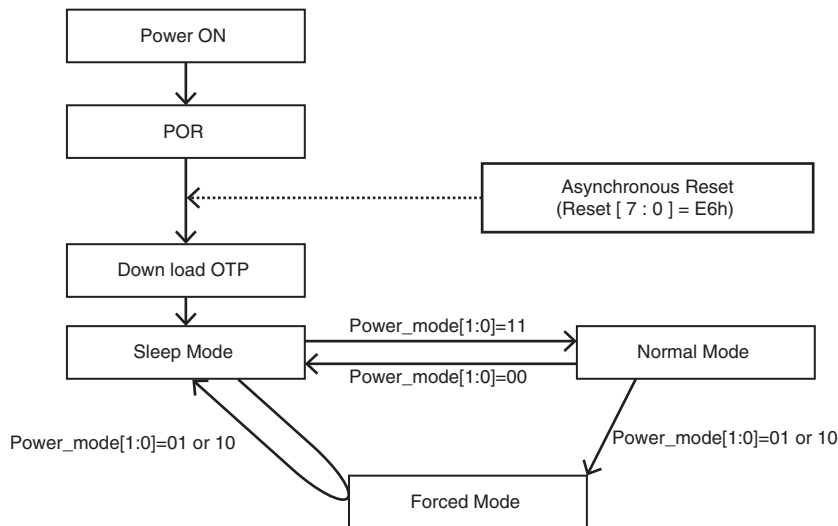 Power ON
POR
Asynchronous Reset
(Reset [ 7 : 0 ] = E6h)
Down load OTP
Power_mode[1:0]=11
Sleep Mode
Normal Mode
Power_mode[1:0]=00
Power_mode[1:0]=01 or 10
Power_mode[1:0]=01 or 10
Forced Mode